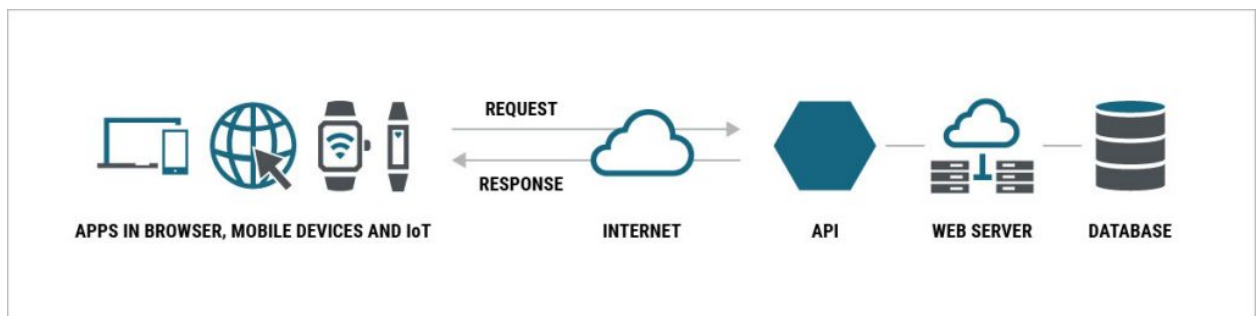 REQUEST
RESPONSE
APPS IN BROWSER, MOBILE DEVICES AND IoT
INTERNET
API
WEB SERVER
DATABASE